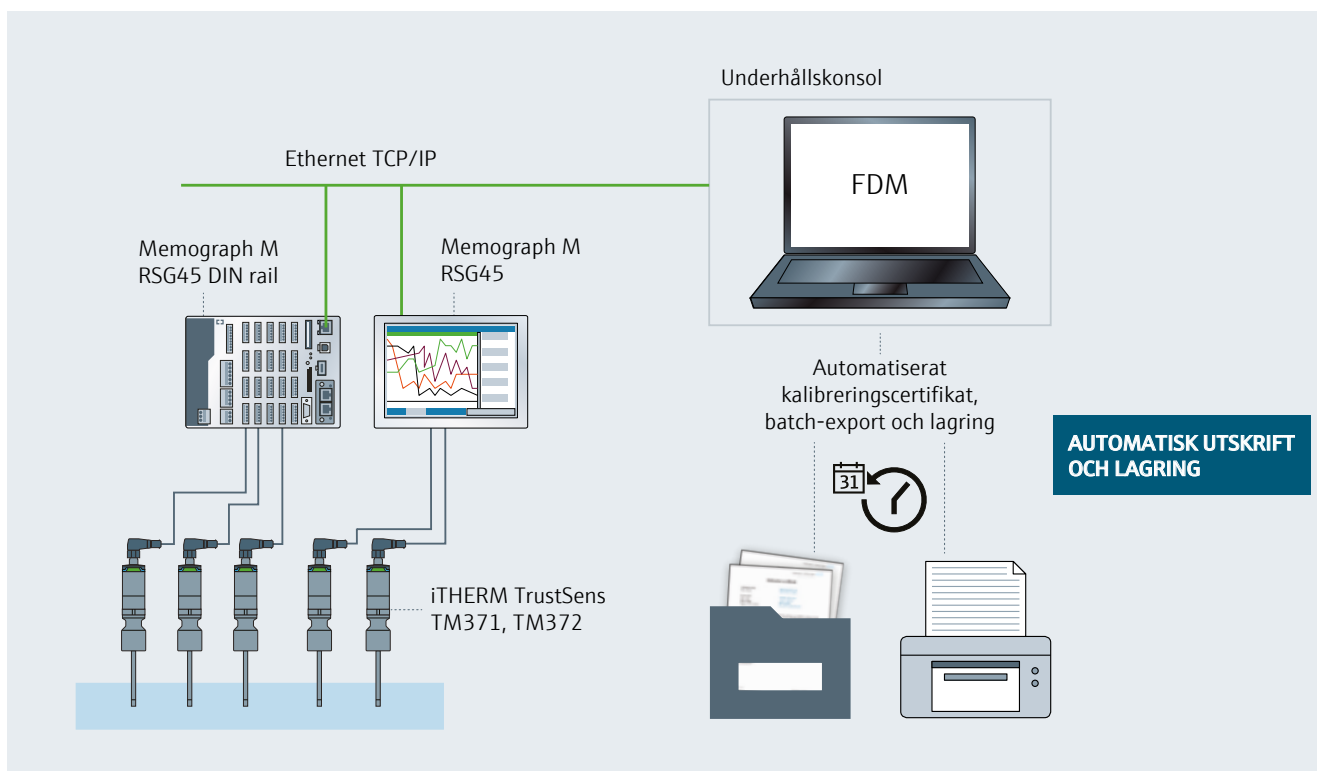 Underhållskonsol
Ethernet TCP/IP
FDM
Memograph M
RSG45 DIN rail
Memograph M
RSG45
Automatiserat
kalibreringscertifikat,
batch-export och lagring
AUTOMATISK UTSKRIFT
OCH LAGRING
31
iTHERM TrustSens
TM371, TM372